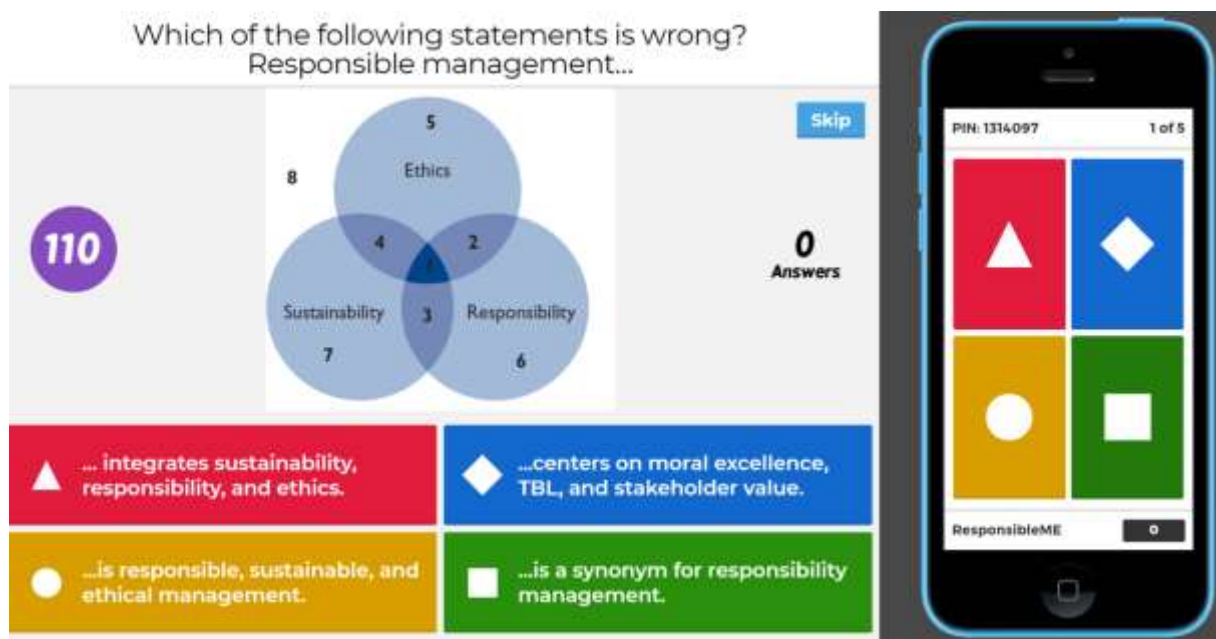 Which of the following statements is wrong?
Responsible management...
Skip
5
Ethics
8
110
4
2
1
0
Answers
Sustainability
3
Responsibility
7
6
... integrates sustainability,
responsibility, and ethics.
...centers on moral excellence,
TBL, and stakeholder value.
...is responsible, sustainable, and
ethical management.
...is a synonym for responsibility
management.
PIN: 1314097
1 of 5
ResponsibleME
0